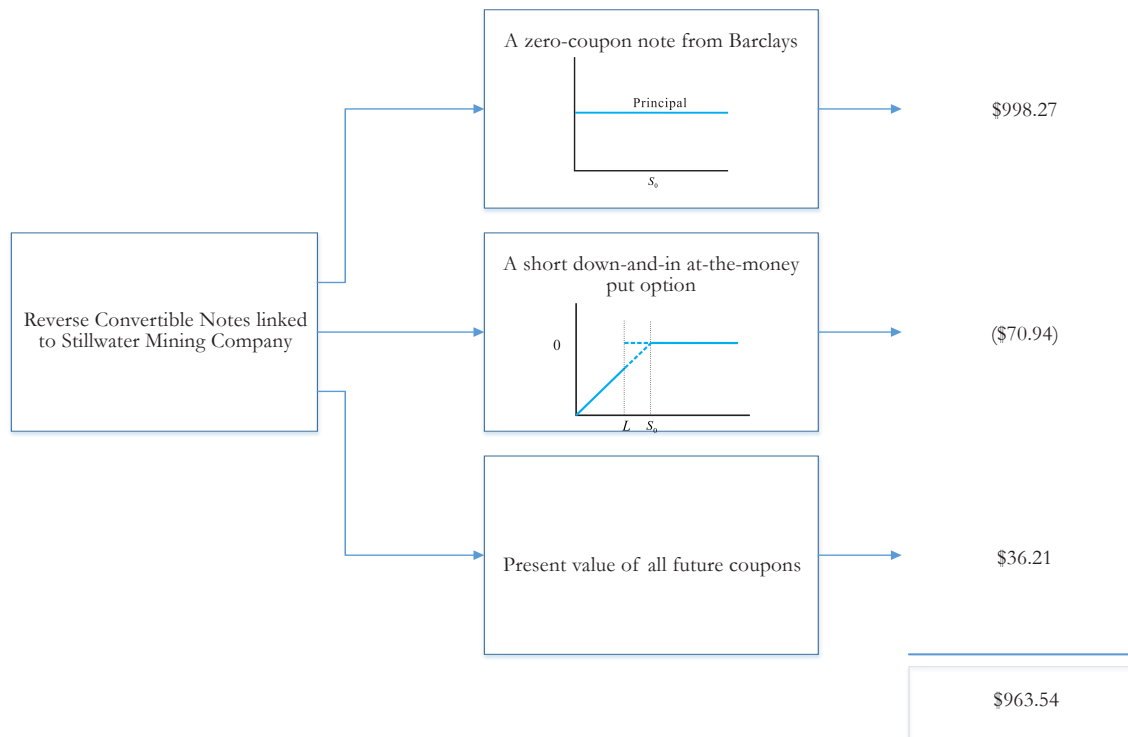 Reverse Convertible Notes linked
to Stillwater Mining Company
A zero-coupon note from Barclays
Principal
S₀
$998.27
A short down-and-in at-the-money
put option
0
L S₀
($70.94)
Present value of all future coupons
$36.21
$963.54